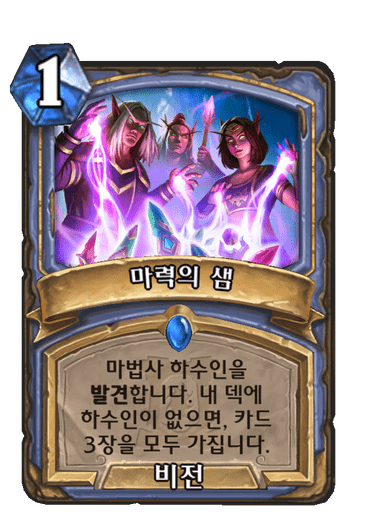 1
마력의 샘
마법사 하수인을
발견합니다. 내 덱에
하수인이 없으면, 카드
3장을 모두 가집니다.
비전